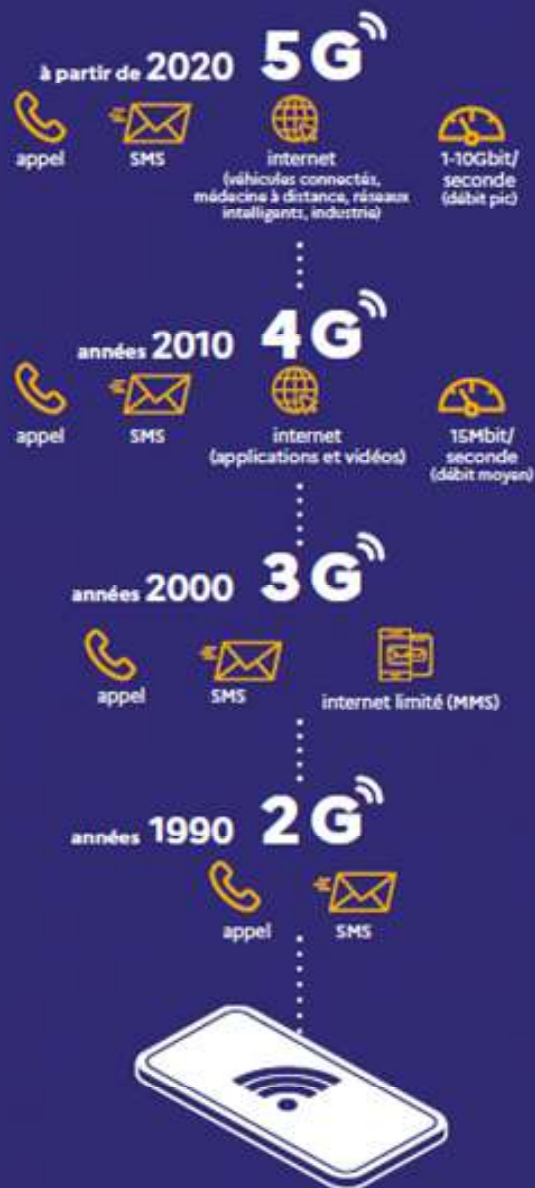 à partir de 2020 5G
appel
SMS
internet
(véhicules connectés,
médecine à distance, réseaux
intelligents, industrie)
1-10Gbit/
seconde
(débit pic)
années 2010 4G
appel
SMS
internet
(applications et vidéos)
15Mbit/
seconde
(débit moyen)
années 2000 3G
appel
SMS
internet limité (MMS)
années 1990 2G
appel
SMS